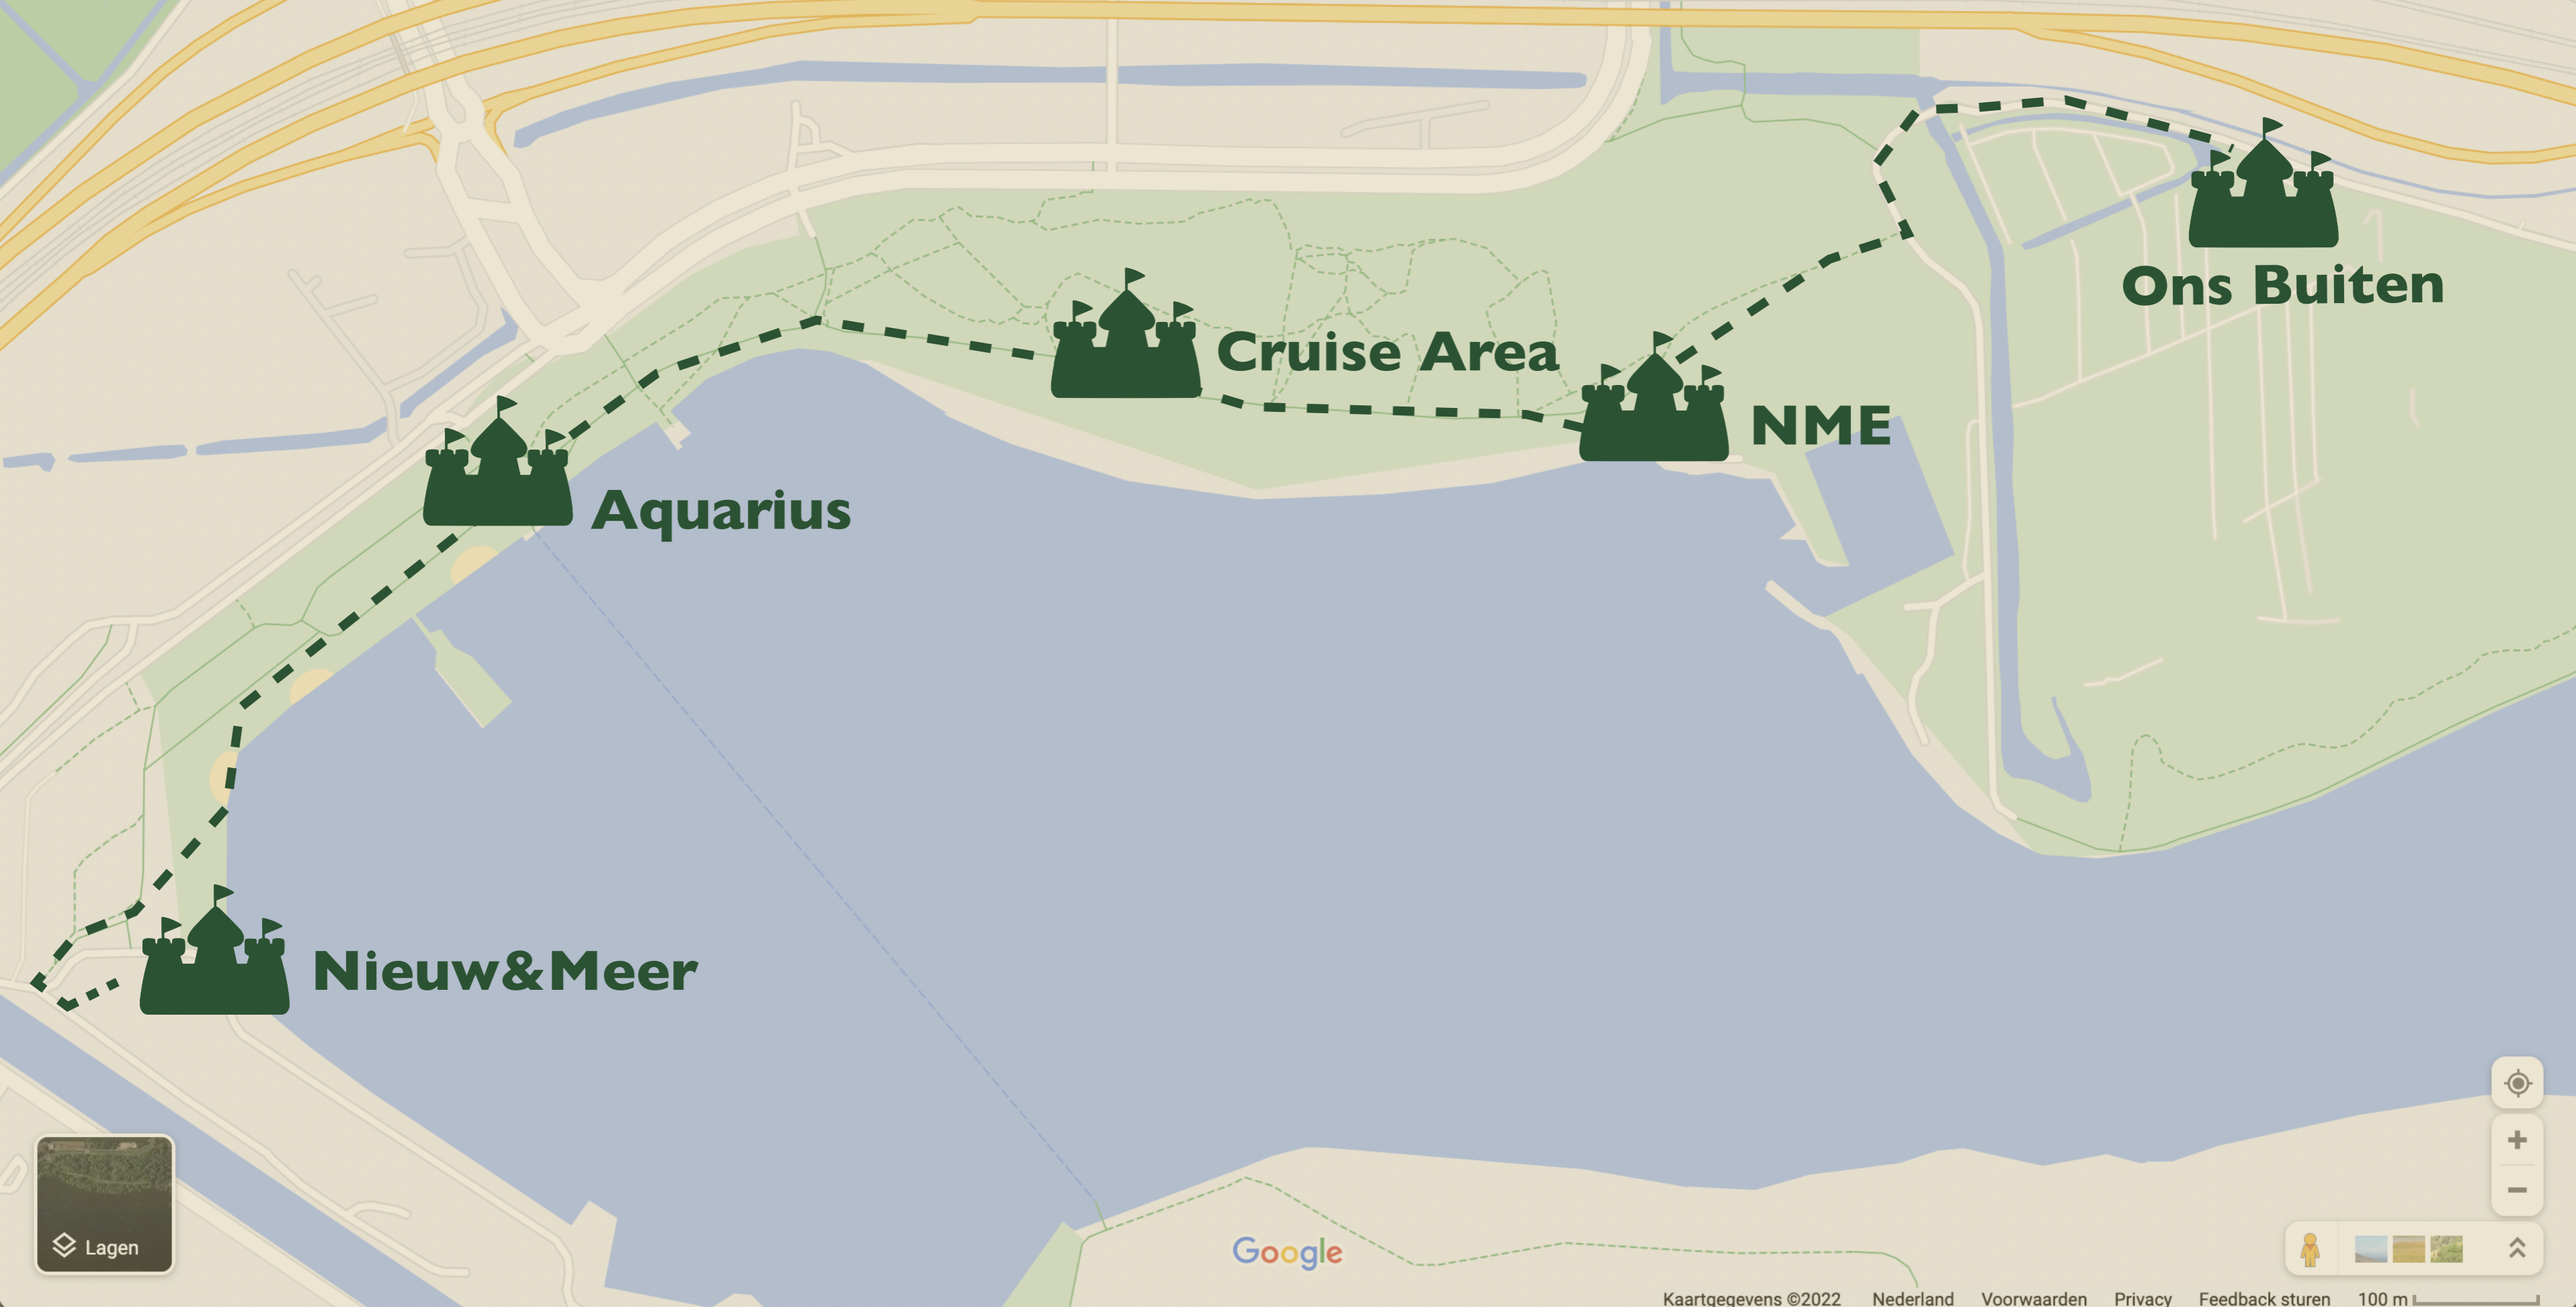 Ons Buiten
Cruise Area
NME
Aquarius
Nieuw&Meer
Lagen
Google
Kaartgegevens ©2022 Nederland Voorwaarden Privacy Feedback sturen 100 m